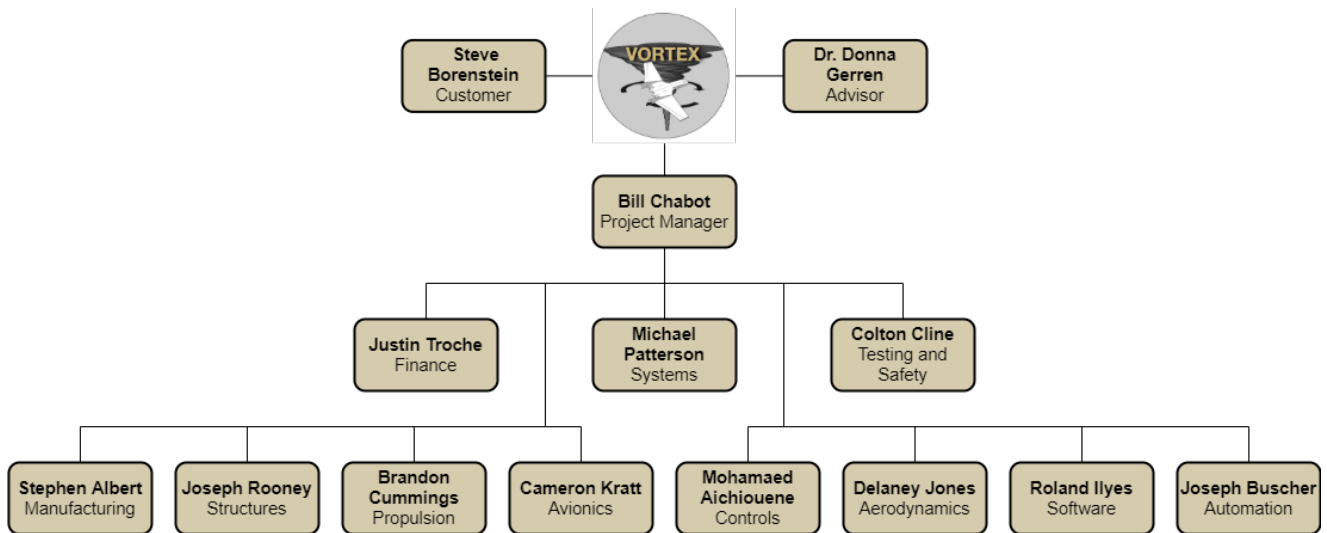 Steve
Borenstein
Customer
VORTEX
Dr. Donna
Gerren
Advisor
Bill Chabot
Project Manager
Justin Troche
Finance
Michael
Patterson
Systems
Colton Cline
Testing and
Safety
Stephen Albert
Manufacturing
Joseph Rooney
Structures
Brandon
Cummings
Propulsion
Cameron Kratt
Avionics
Mohamaed
Aichiouene
Controls
Delaney Jones
Aerodynamics
Roland Ilyes
Software
Joseph Buscher
Automation